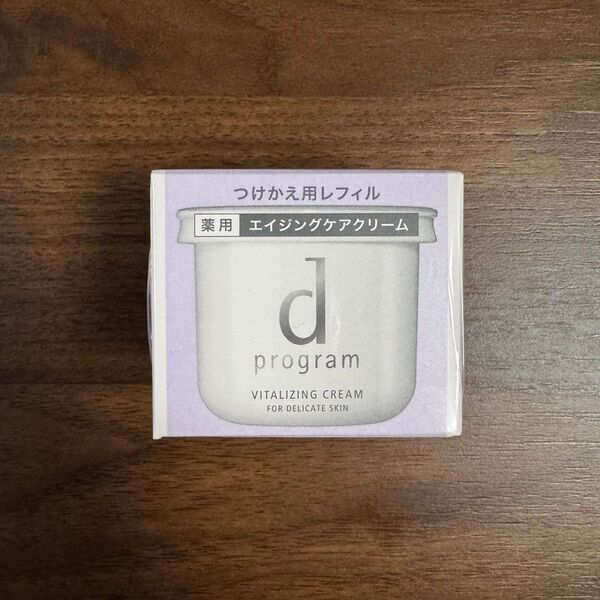 つけかえ用レフィル
薬用 エイジングケアクリーム
d
program
VITALIZING CREAM
FOR DELICATE SKIN